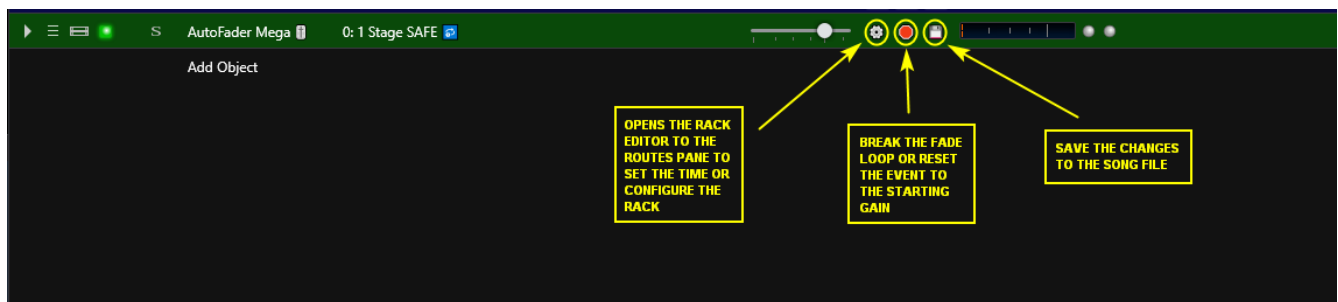 S AutoFader Mega 0: 1 Stage SAFE
Add Object
OPENS THE RACK
EDITOR TO THE
ROUTES PANE TO
SET THE TIME OR
CONFIGURE THE
RACK
BREAK THE FADE
LOOP OR RESET
THE EVENT TO
THE STARTING
GAIN
SAVE THE CHANGES
TO THE SONG FILE